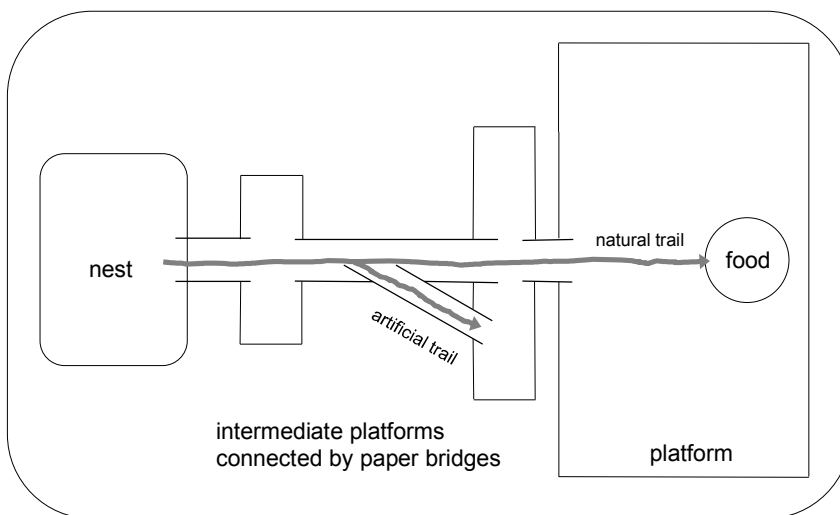 natural trail
nest
food
artificial trail
intermediate platforms
connected by paper bridges
platform